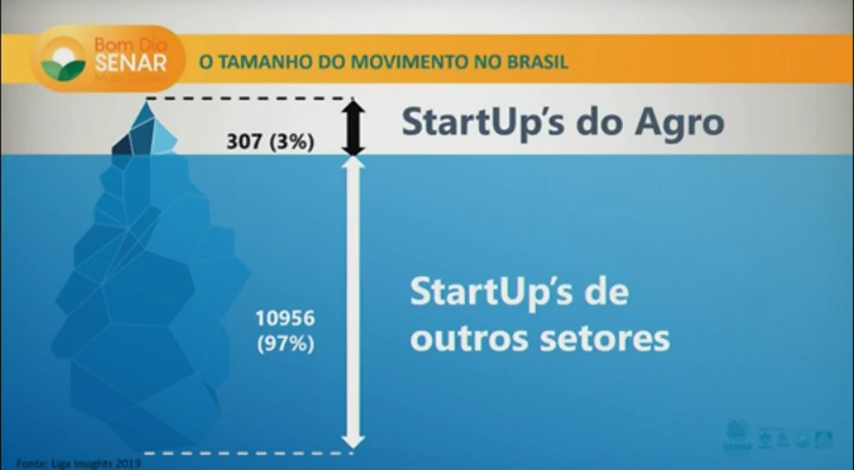 Bom Dia
SENAR
O TAMANHO DO MOVIMENTO NO BRASIL
307 (3%)
StartUp's do Agro
10956
(97%)
StartUp's de
outros setores
SENAR
Fonte: Liga Insights 2019